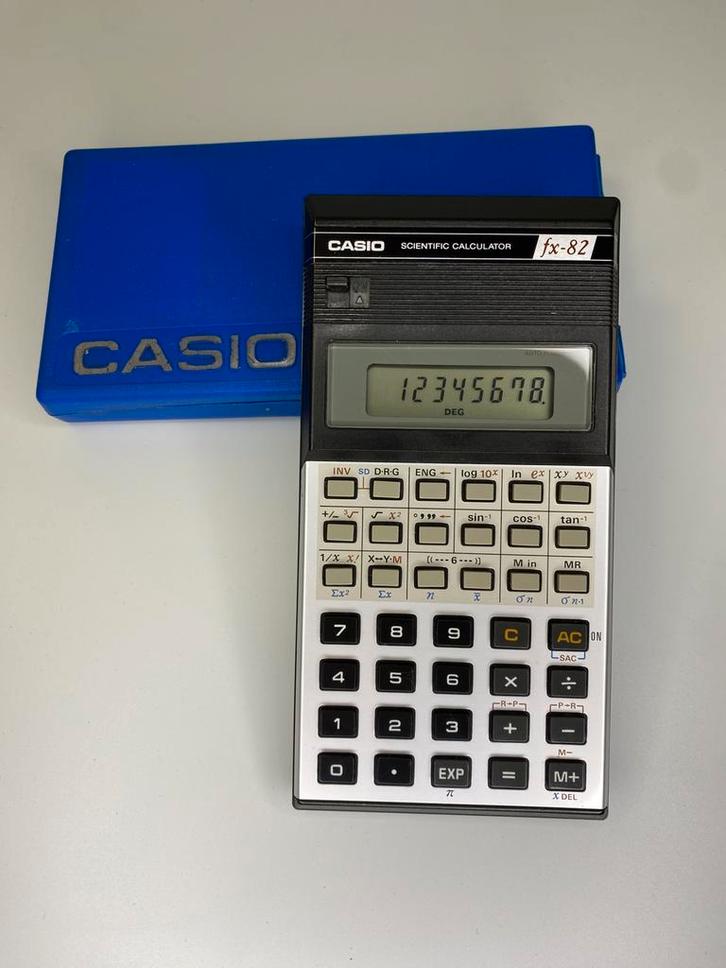 CASIO
CASIO SCIENTIFIC CALCULATOR fx-82
12345678.
DEG
INV SD D·R·G ENG ← log 10ˣ ln eˣ xʸ x¹/ʸ
+/− ³√ √ x² ° , ,, ← sin⁻¹ cos⁻¹ tan⁻¹
1/x x! X↔Y·M [(---6---)] M in MR
Σx² Σx n x̄ σn σn-1
7 8 9 C AC ON
SAC
4 5 6 × ÷
R→P P→R
1 2 3 + −
M−
0 • EXP = M+
π x DEL